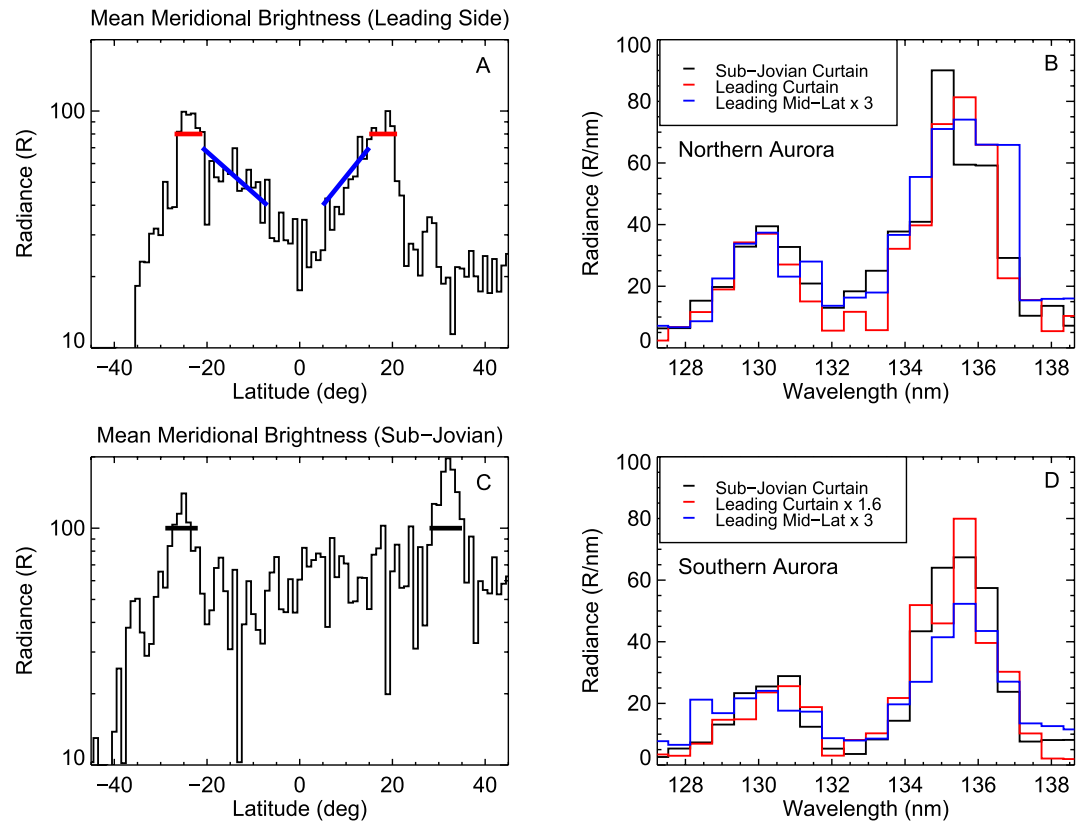 Mean Meridional Brightness (Leading Side)
A
100
10
Radiance (R)
−40 −20 0 20 40
Latitude (deg)
B
Sub−Jovian Curtain
Leading Curtain
Leading Mid−Lat x 3
Northern Aurora
100
80
60
40
20
0
Radiance (R/nm)
128 130 132 134 136 138
Wavelength (nm)
Mean Meridional Brightness (Sub−Jovian)
C
100
10
Radiance (R)
−40 −20 0 20 40
Latitude (deg)
D
Sub−Jovian Curtain
Leading Curtain x 1.6
Leading Mid−Lat x 3
Southern Aurora
100
80
60
40
20
0
Radiance (R/nm)
128 130 132 134 136 138
Wavelength (nm)